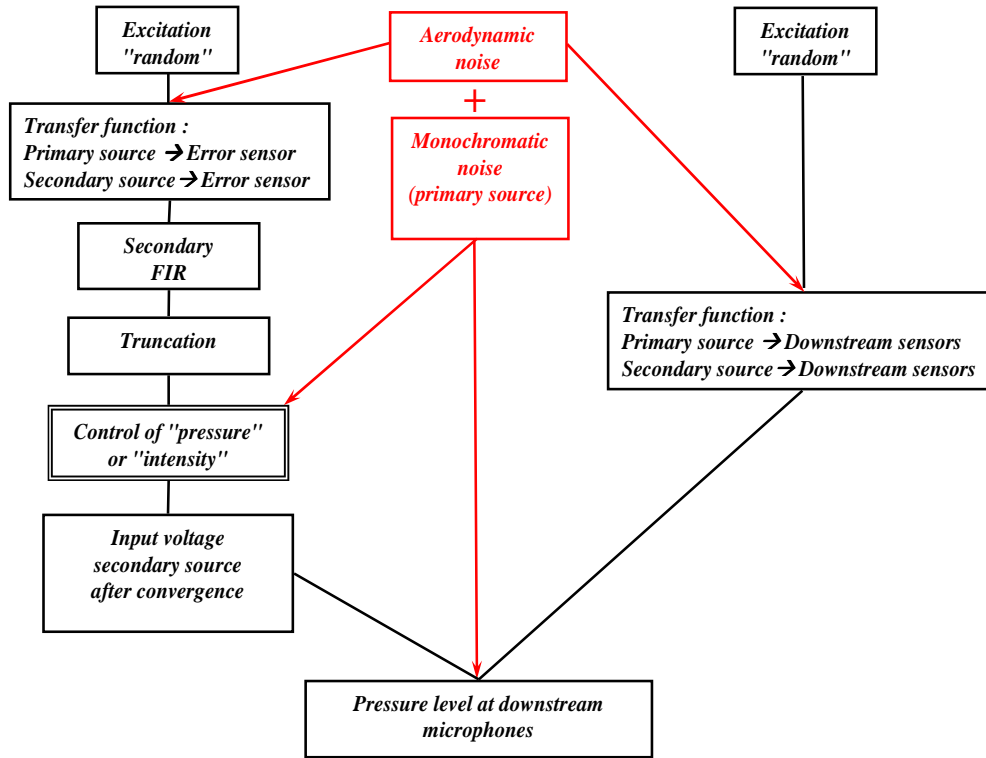 Excitation
"random"
Aerodynamic
noise
+
Monochromatic
noise
(primary source)
Excitation
"random"
Transfer function :
Primary source → Error sensor
Secondary source → Error sensor
Secondary
FIR
Truncation
Control of "pressure"
or "intensity"
Input voltage
secondary source
after convergence
Transfer function :
Primary source → Downstream sensors
Secondary source → Downstream sensors
Pressure level at downstream
microphones